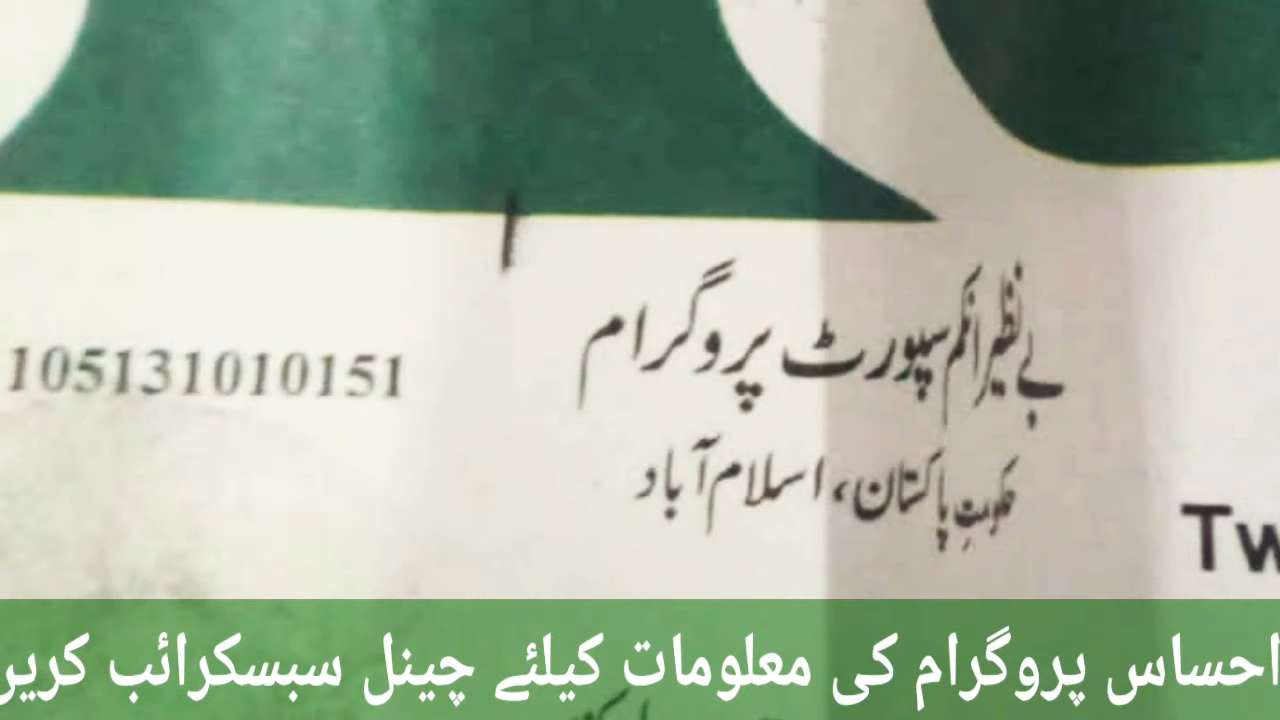 105131010151
بے نظیر انکم سپورٹ پروگرام
حکومتِ پاکستان، اسلام آباد
Tw
احساس پروگرام کی معلومات کیلئے چینل سبسکرائب کریں